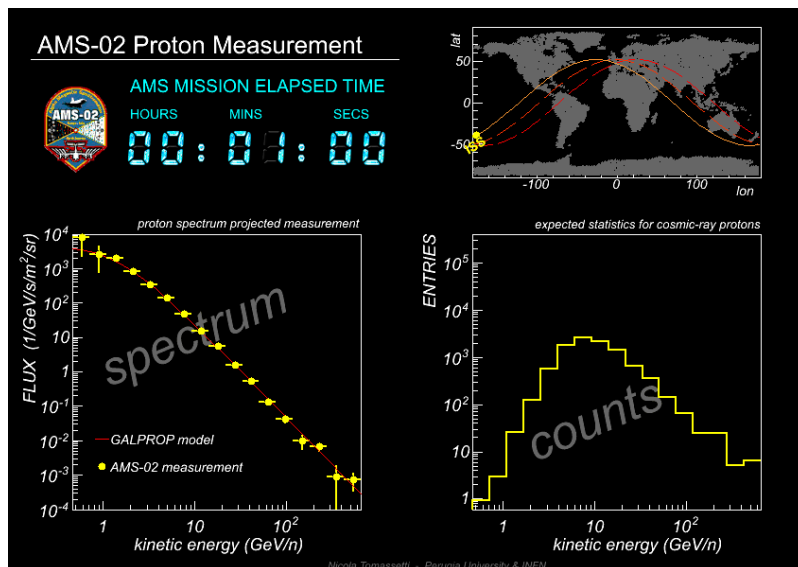 AMS-02 Proton Measurement
AMS MISSION ELAPSED TIME
HOURS MINS SECS
00:01:00
AMS-02
lat
50
0
-50
-100 0 100
lon
proton spectrum projected measurement
FLUX (1/GeV/s/m²/sr)
10⁴
10³
10²
10
1
10⁻¹
10⁻²
10⁻³
10⁻⁴
spectrum
GALPROP model
AMS-02 measurement
1 10 10²
kinetic energy (GeV/n)
expected statistics for cosmic-ray protons
ENTRIES
10⁵
10⁴
10³
10²
10
1
counts
1 10 10²
kinetic energy (GeV/n)
Nicola Tomassetti - Perugia University & INFN